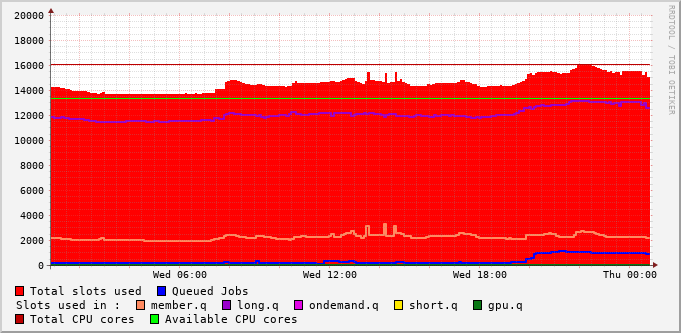 20000
18000
16000
14000
12000
10000
8000
6000
4000
2000
0
Wed 06:00 Wed 12:00 Wed 18:00 Thu 00:00
RRDTOOL / TOBI OETIKER
Total slots used Queued Jobs
Slots used in : member.q long.q ondemand.q short.q gpu.q
Total CPU cores Available CPU cores